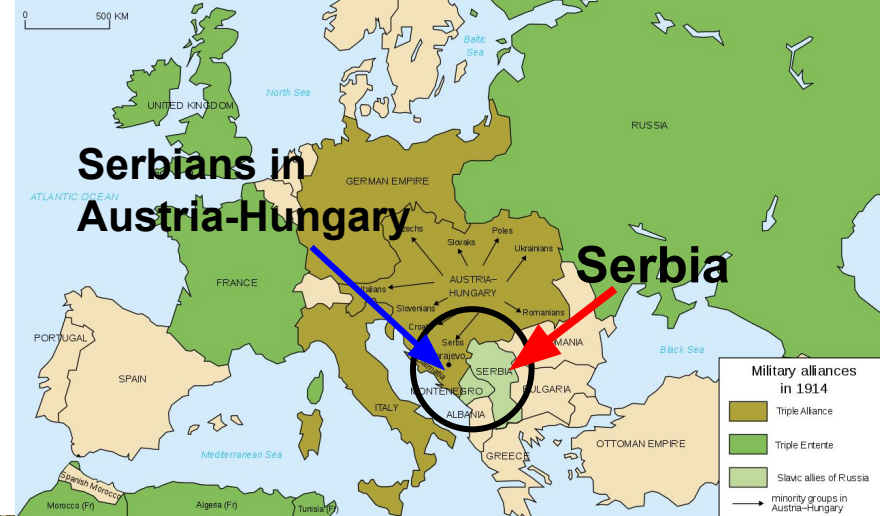 0 500 KM
Baltic
Sea
North Sea
UNITED KINGDOM
RUSSIA
Serbians in
Austria-Hungary
ATLANTIC OCEAN
GERMAN EMPIRE
Poles
Slovaks
Ukrainians
Serbia
FRANCE
AUSTRIA–
HUNGARY
Slovenians
Romanians
Serbs
PORTUGAL
SPAIN
SERBIA
MONTENEGRO
BULGARIA
ITALY
ALBANIA
GREECE
OTTOMAN EMPIRE
Black Sea
Mediterranean Sea
Spanish Morocco
Morocco (Fr)
Algeria (Fr)
Tunisia (Fr)
Military alliances
in 1914
Triple Alliance
Triple Entente
Slavic allies of Russia
minority groups in
Austria–Hungary